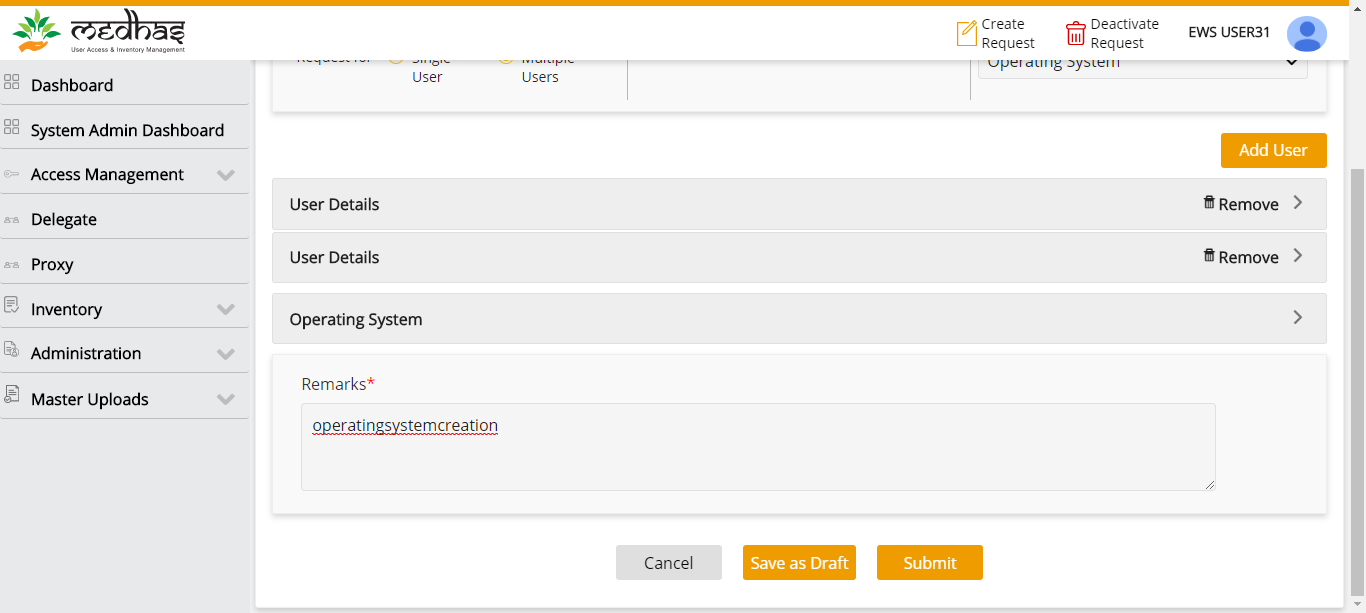 medhas
User Access & Inventory Management
Create
Request
Deactivate
Request
EWS USER31
Dashboard
System Admin Dashboard
Access Management
Delegate
Proxy
Inventory
Administration
Master Uploads
Request for
Single
User
Multiple
Users
Operating System
Add User
User Details
Remove
User Details
Remove
Operating System
Remarks*
operatingsystemcreation
Cancel
Save as Draft
Submit